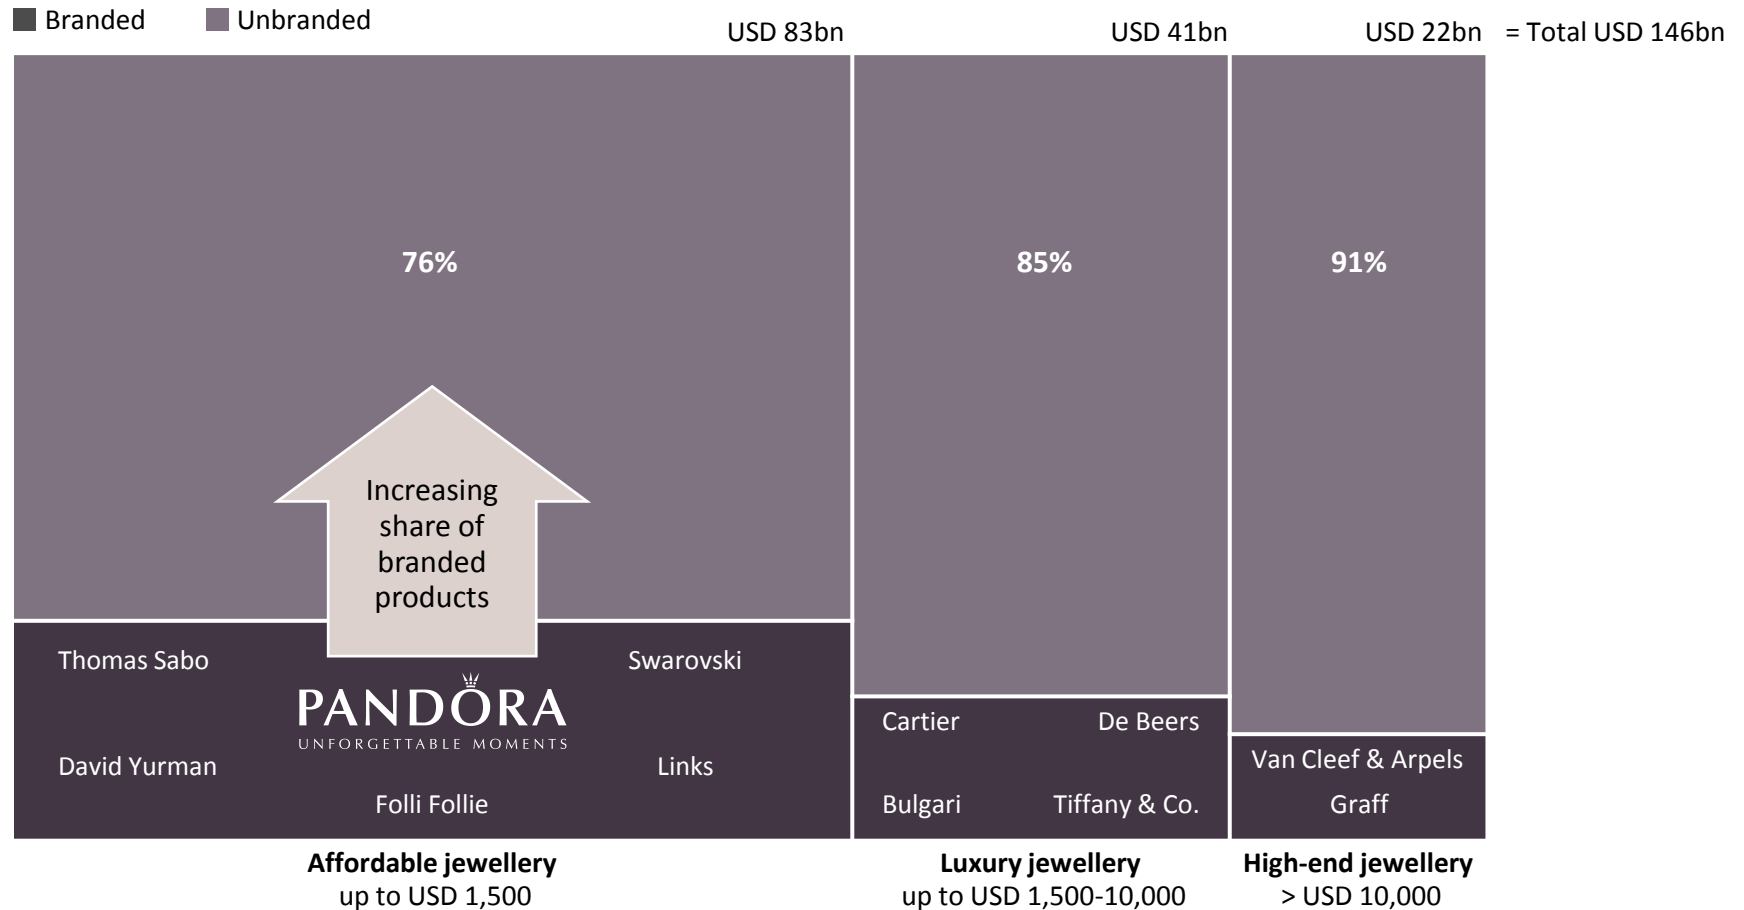 Branded
Unbranded
USD 83bn
USD 41bn
USD 22bn
= Total USD 146bn
76%
85%
91%
Increasing
share of
branded
products
Thomas Sabo
Swarovski
PANDORA
UNFORGETTABLE MOMENTS
David Yurman
Links
Folli Follie
Cartier
De Beers
Bulgari
Tiffany & Co.
Van Cleef & Arpels
Graff
Affordable jewellery
up to USD 1,500
Luxury jewellery
up to USD 1,500-10,000
High-end jewellery
> USD 10,000